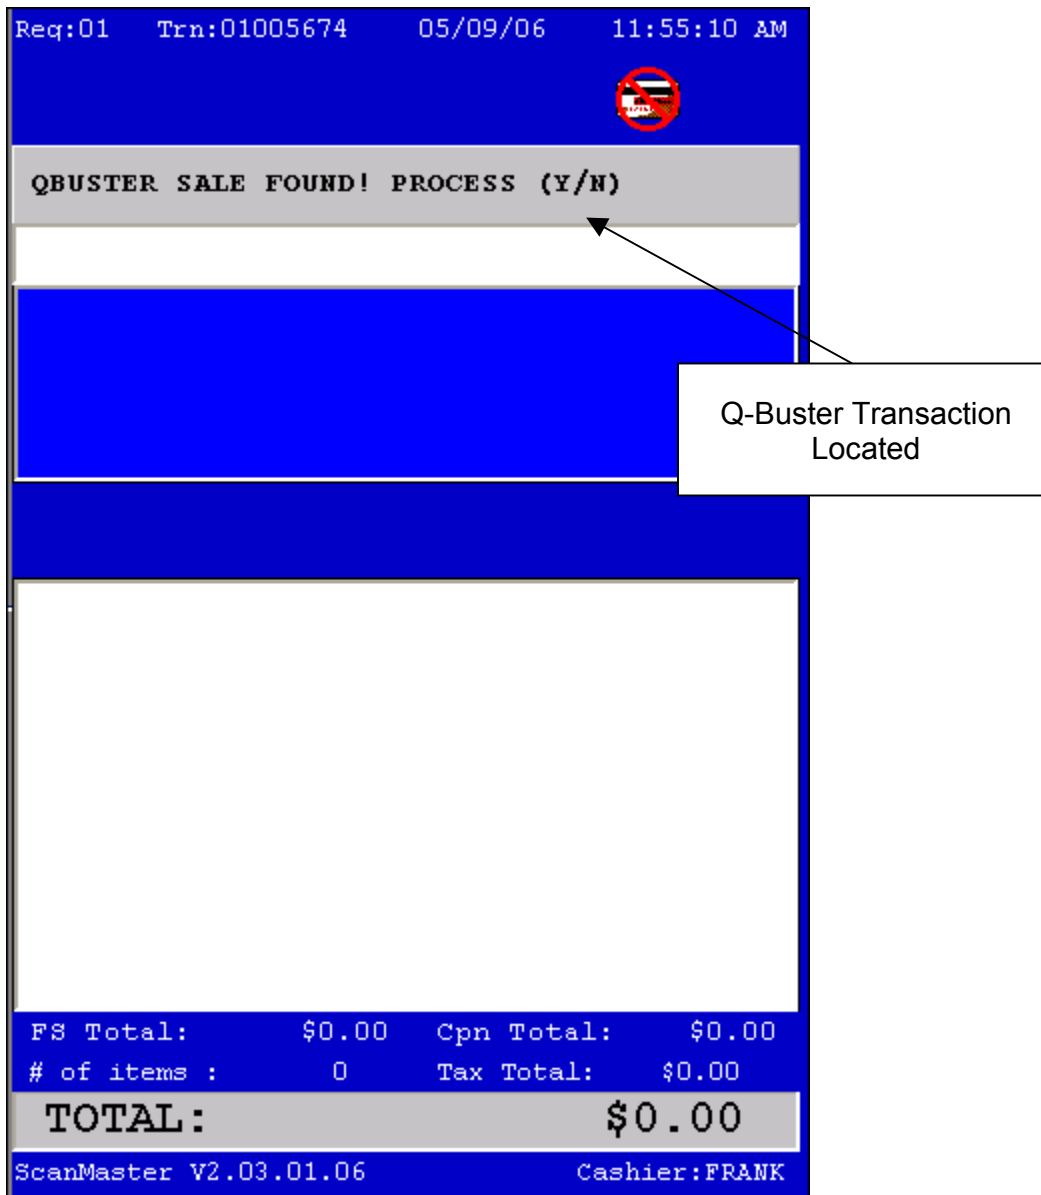 Req:01 Trn:01005674 05/09/06 11:55:10 AM
QBUSTER SALE FOUND! PROCESS (Y/N)
Q-Buster Transaction
Located
FS Total: $0.00 Cpn Total: $0.00
# of items : 0 Tax Total: $0.00
TOTAL: $0.00
ScanMaster V2.03.01.06 Cashier:FRANK